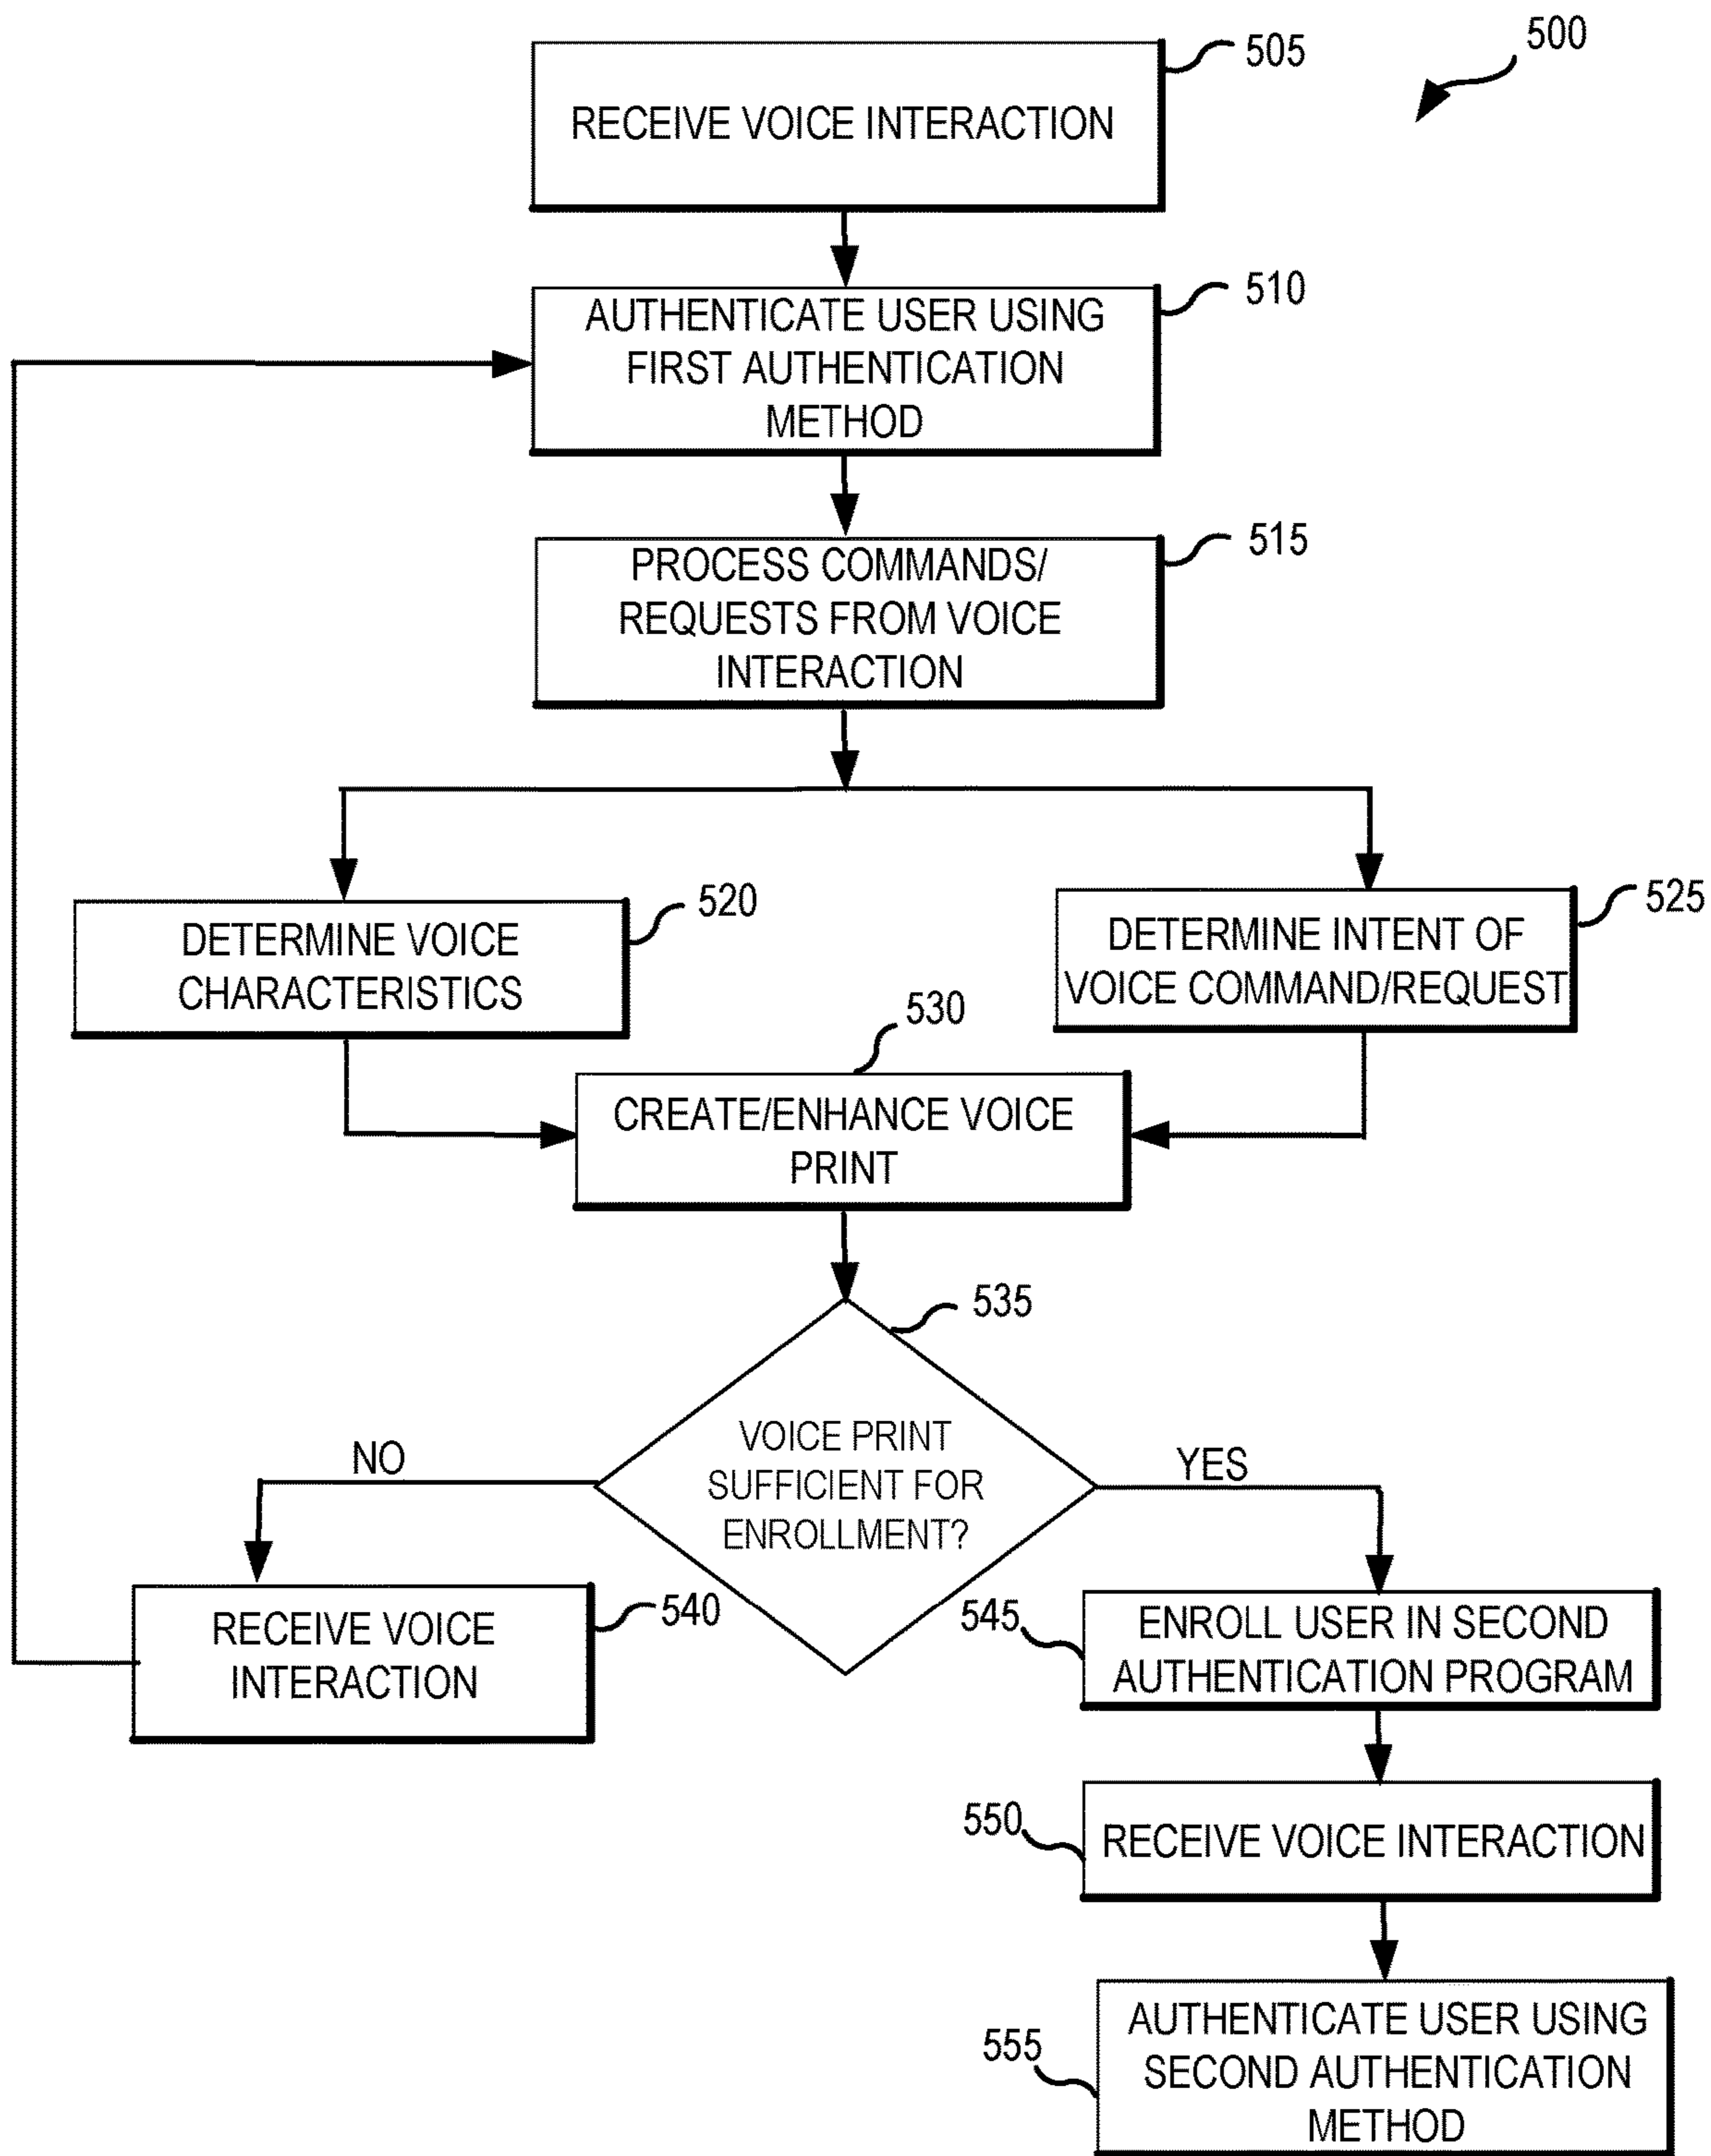 500
505
RECEIVE VOICE INTERACTION
510
AUTHENTICATE USER USING
FIRST AUTHENTICATION
METHOD
515
PROCESS COMMANDS/
REQUESTS FROM VOICE
INTERACTION
520
DETERMINE VOICE
CHARACTERISTICS
525
DETERMINE INTENT OF
VOICE COMMAND/REQUEST
530
CREATE/ENHANCE VOICE
PRINT
535
VOICE PRINT
SUFFICIENT FOR
ENROLLMENT?
NO
YES
540
RECEIVE VOICE
INTERACTION
545
ENROLL USER IN SECOND
AUTHENTICATION PROGRAM
550
RECEIVE VOICE INTERACTION
555
AUTHENTICATE USER USING
SECOND AUTHENTICATION
METHOD